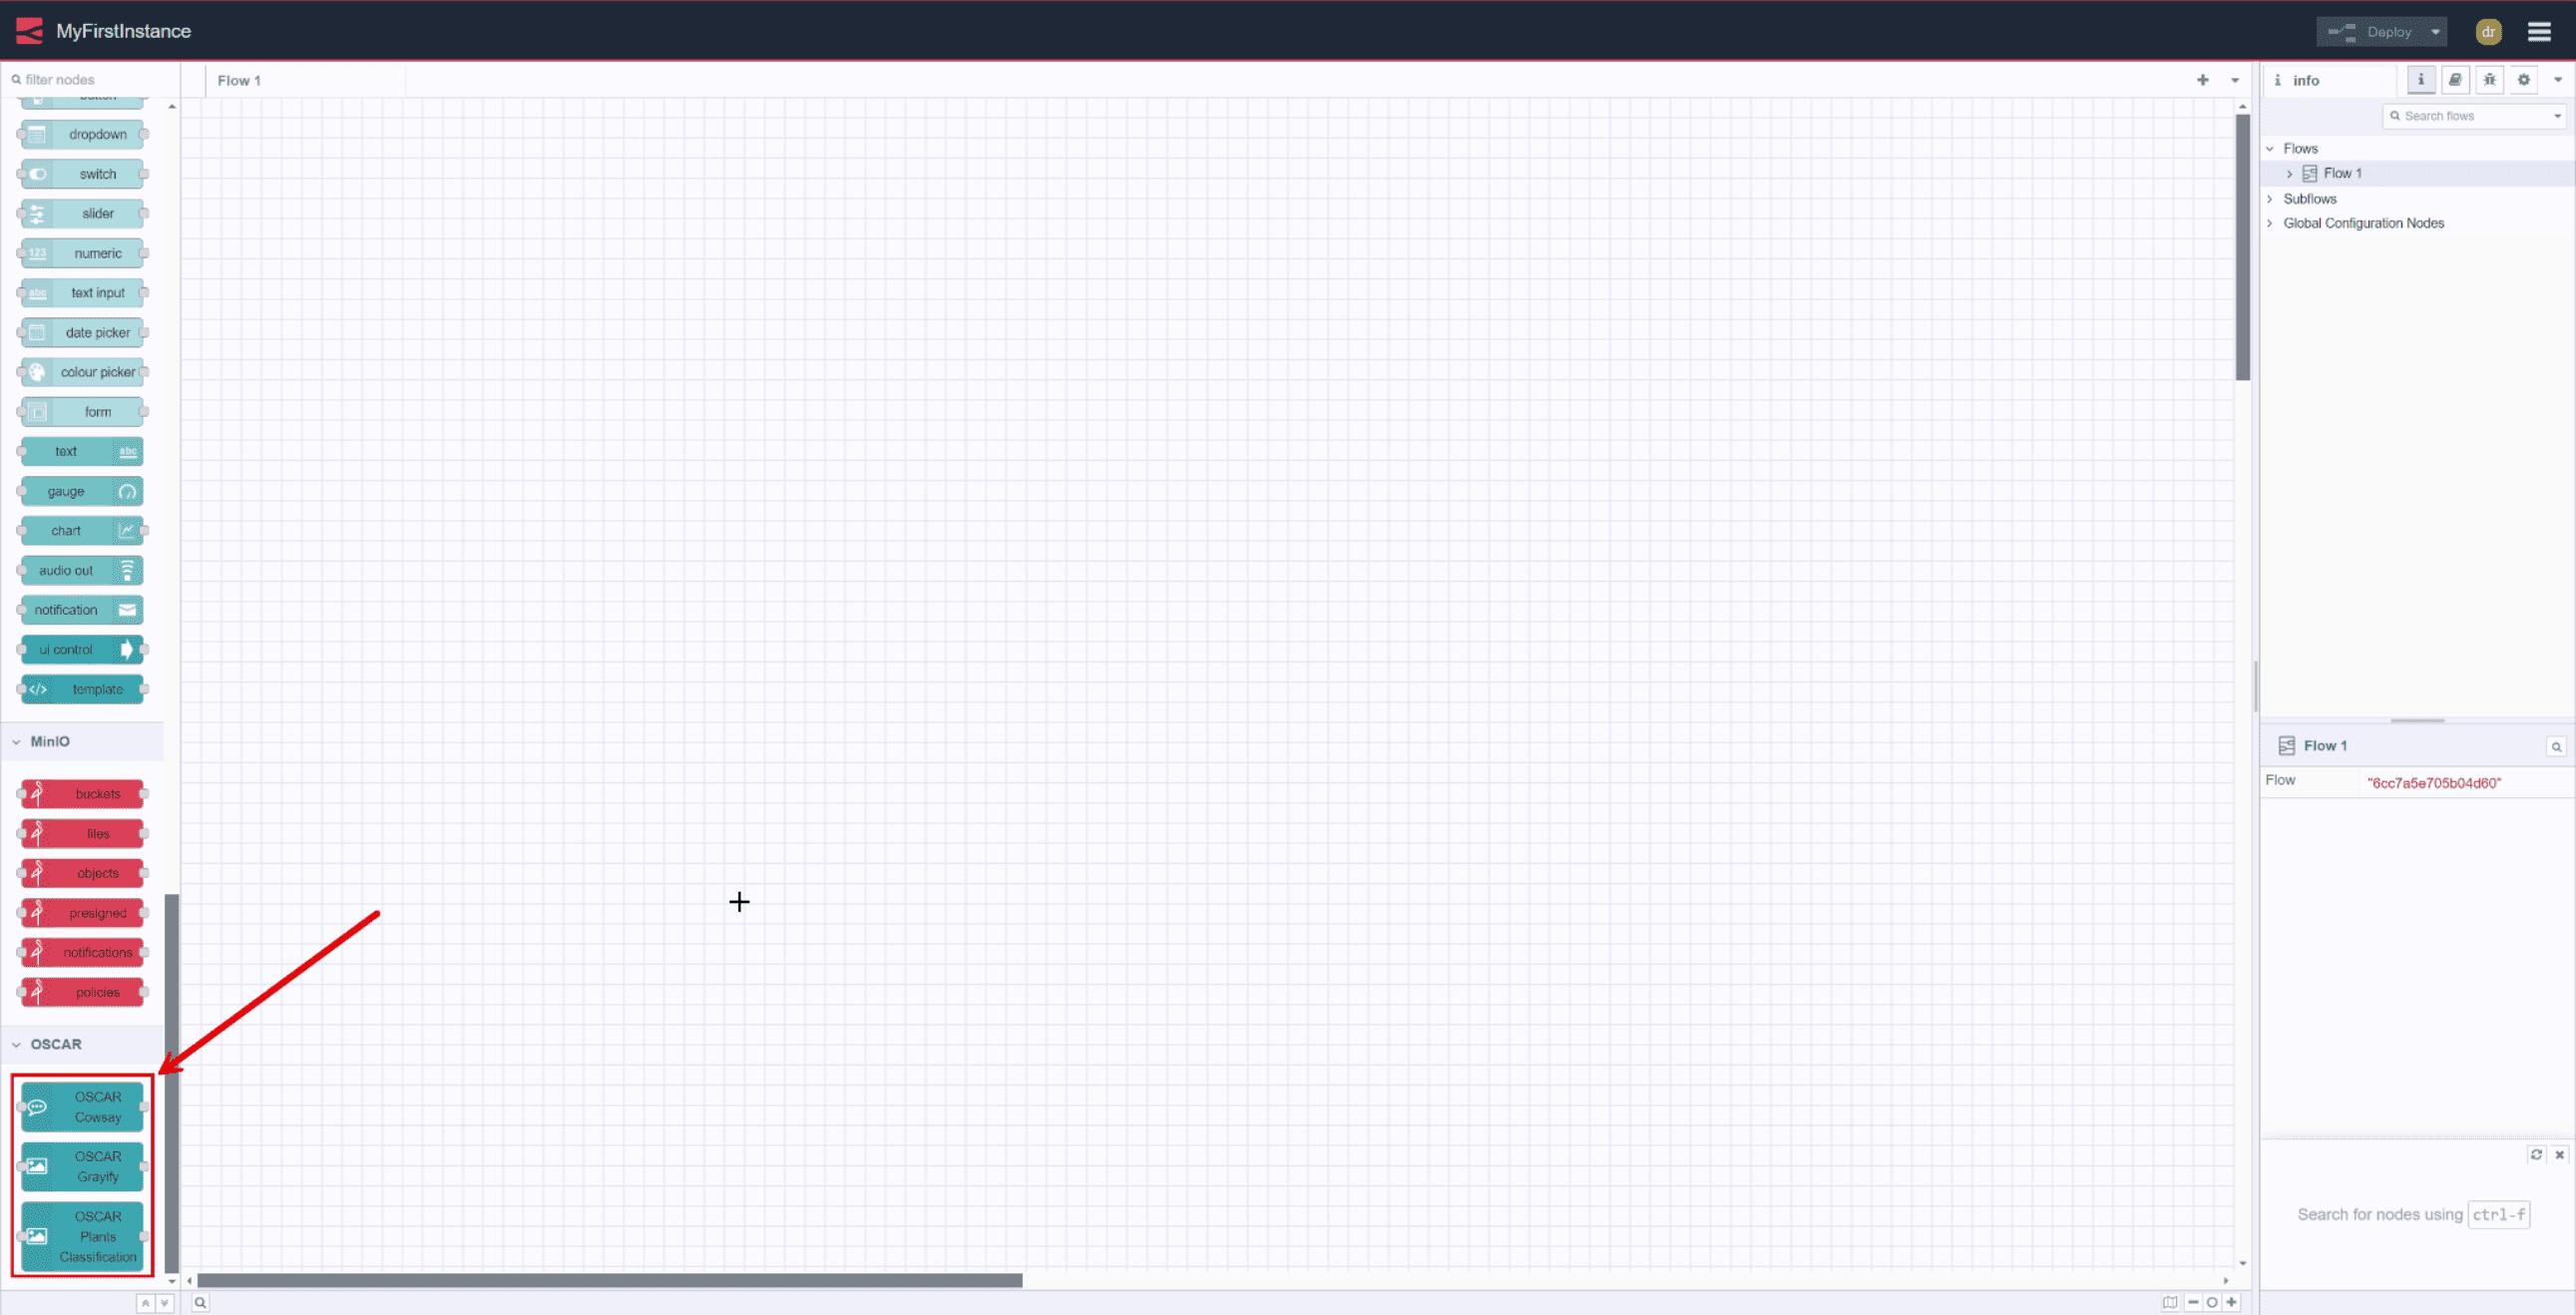 MyFirstInstance
Deploy
dr
filter nodes
Flow 1
info
Search flows
dropdown
switch
slider
123
numeric
abc
text input
date picker
colour picker
form
text
abc
gauge
chart
audio out
notification
ui control
</>
template
MinIO
buckets
files
objects
presigned
notifications
policies
OSCAR
OSCAR
Cowsay
OSCAR
Grayify
OSCAR
Plants
Classification
Flows
Flow 1
Subflows
Global Configuration Nodes
Flow 1
Flow
"6cc7a5e705b04d60"
Search for nodes using ctrl-f